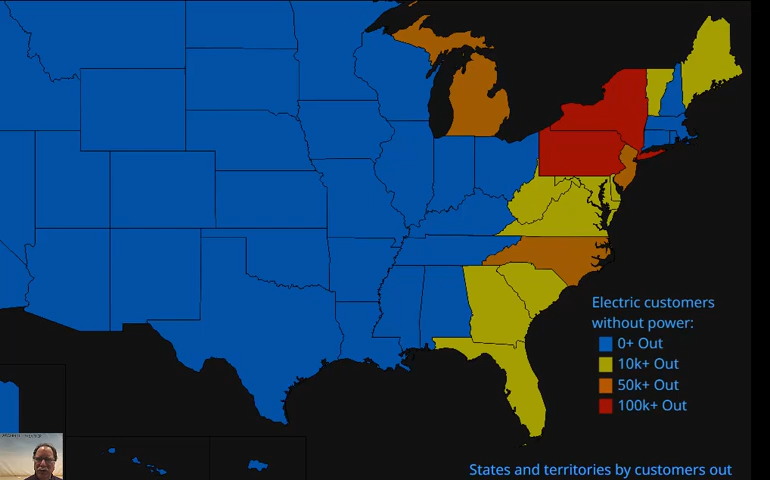 Electric customers
without power:
0+ Out
10k+ Out
50k+ Out
100k+ Out
States and territories by customers out